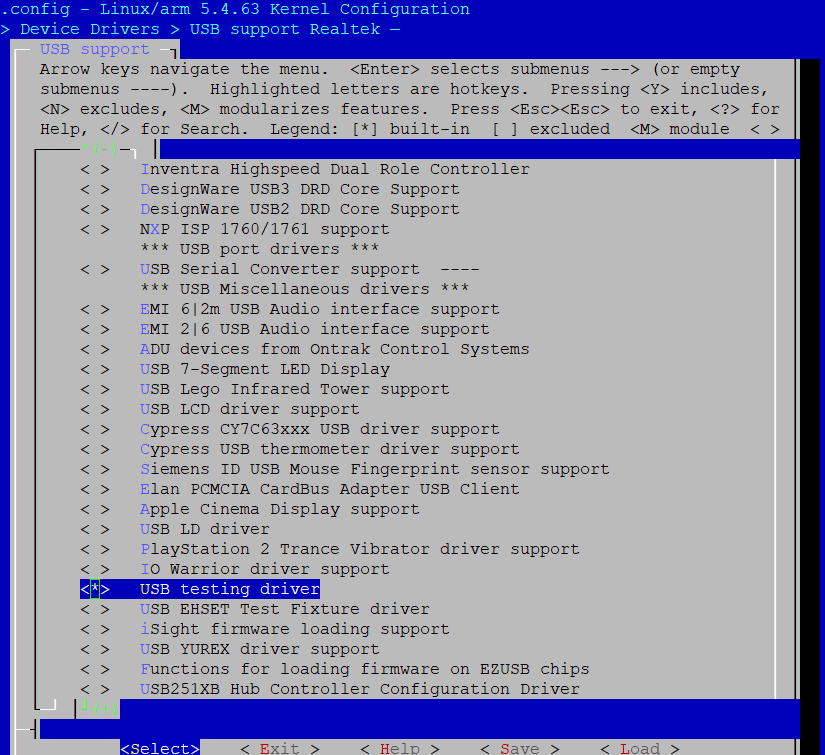 .config - Linux/arm 5.4.63 Kernel Configuration
> Device Drivers > USB support Realtek —
USB support
Arrow keys navigate the menu.  <Enter> selects submenus ---> (or empty
submenus ----).  Highlighted letters are hotkeys.  Pressing <Y> includes,
<N> excludes, <M> modularizes features.  Press <Esc><Esc> to exit, <?> for
Help, </> for Search.  Legend: [*] built-in  [ ] excluded  <M> module  < >
^(-)
< >   Inventra Highspeed Dual Role Controller
< >   DesignWare USB3 DRD Core Support
< >   DesignWare USB2 DRD Core Support
< >   NXP ISP 1760/1761 support
*** USB port drivers ***
< >   USB Serial Converter support  ----
*** USB Miscellaneous drivers ***
< >   EMI 6|2m USB Audio interface support
< >   EMI 2|6 USB Audio interface support
< >   ADU devices from Ontrak Control Systems
< >   USB 7-Segment LED Display
< >   USB Lego Infrared Tower support
< >   USB LCD driver support
< >   Cypress CY7C63xxx USB driver support
< >   Cypress USB thermometer driver support
< >   Siemens ID USB Mouse Fingerprint sensor support
< >   Elan PCMCIA CardBus Adapter USB Client
< >   Apple Cinema Display support
< >   USB LD driver
< >   PlayStation 2 Trance Vibrator driver support
< >   IO Warrior driver support
<*>   USB testing driver
< >   USB EHSET Test Fixture driver
< >   iSight firmware loading support
< >   USB YUREX driver support
< >   Functions for loading firmware on EZUSB chips
< >   USB251XB Hub Controller Configuration Driver
(+)
<Select>    < Exit >    < Help >    < Save >    < Load >